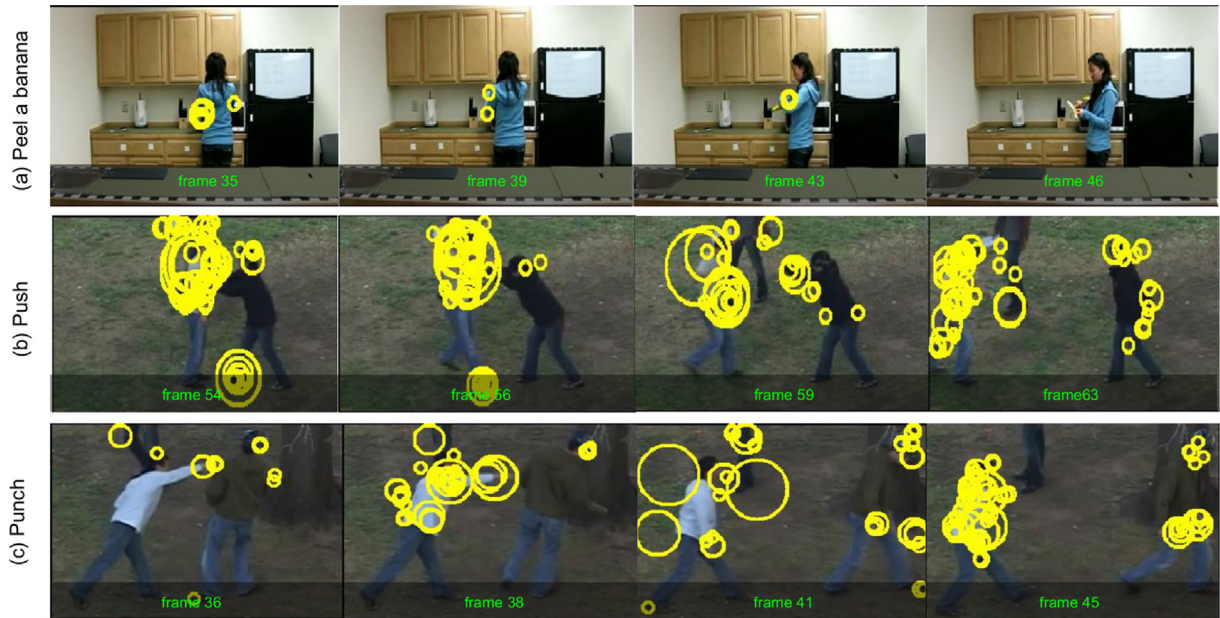 (a) Peel a banana
frame 35
frame 39
frame 43
frame 46
(b) Push
frame 54
frame 56
frame 59
frame63
(c) Punch
frame 36
frame 38
frame 41
frame 45